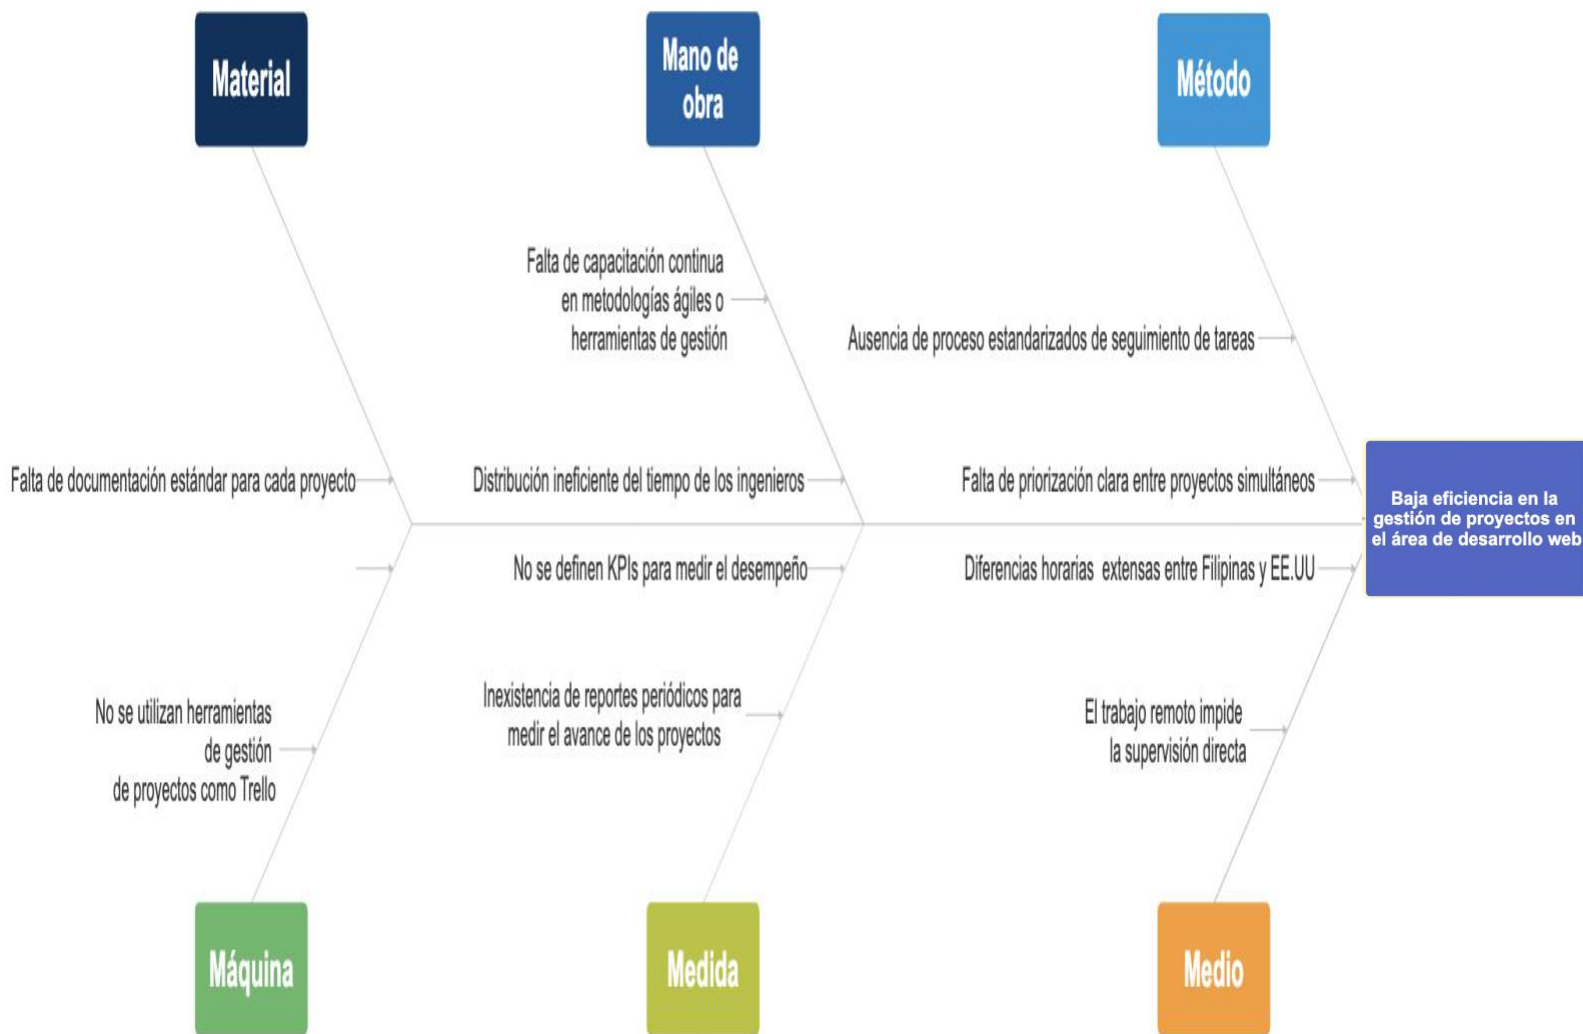 Material
Mano de
obra
Método
Falta de capacitación continua
en metodologías ágiles o
herramientas de gestión
Ausencia de proceso estandarizados de seguimiento de tareas
Falta de documentación estándar para cada proyecto
Distribución ineficiente del tiempo de los ingenieros
Falta de priorización clara entre proyectos simultáneos
Baja eficiencia en la
gestión de proyectos en
el área de desarrollo web
No se definen KPIs para medir el desempeño
Diferencias horarias extensas entre Filipinas y EE.UU
No se utilizan herramientas
de gestión
de proyectos como Trello
Inexistencia de reportes periódicos para
medir el avance de los proyectos
El trabajo remoto impide
la supervisión directa
Máquina
Medida
Medio